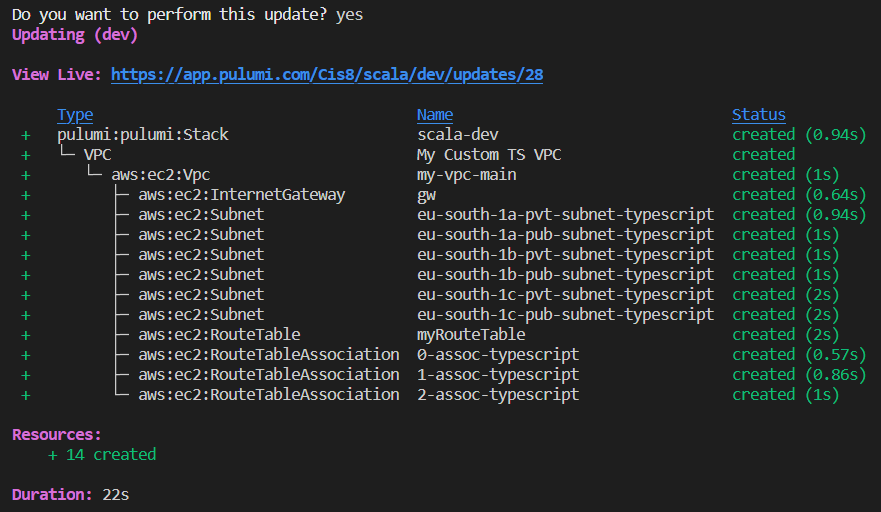 Do you want to perform this update? yes
Updating (dev)
View Live: https://app.pulumi.com/Cis8/scala/dev/updates/28
Type Name Status
+ pulumi:pulumi:Stack scala-dev created (0.94s)
+ └─ VPC My Custom TS VPC created
+ └─ aws:ec2:Vpc my-vpc-main created (1s)
+ ├─ aws:ec2:InternetGateway gw created (0.64s)
+ ├─ aws:ec2:Subnet eu-south-1a-pvt-subnet-typescript created (0.94s)
+ ├─ aws:ec2:Subnet eu-south-1a-pub-subnet-typescript created (1s)
+ ├─ aws:ec2:Subnet eu-south-1b-pvt-subnet-typescript created (1s)
+ ├─ aws:ec2:Subnet eu-south-1b-pub-subnet-typescript created (1s)
+ ├─ aws:ec2:Subnet eu-south-1c-pvt-subnet-typescript created (2s)
+ ├─ aws:ec2:Subnet eu-south-1c-pub-subnet-typescript created (2s)
+ ├─ aws:ec2:RouteTable myRouteTable created (2s)
+ ├─ aws:ec2:RouteTableAssociation 0-assoc-typescript created (0.57s)
+ ├─ aws:ec2:RouteTableAssociation 1-assoc-typescript created (0.86s)
+ └─ aws:ec2:RouteTableAssociation 2-assoc-typescript created (1s)
Resources:
+ 14 created
Duration: 22s